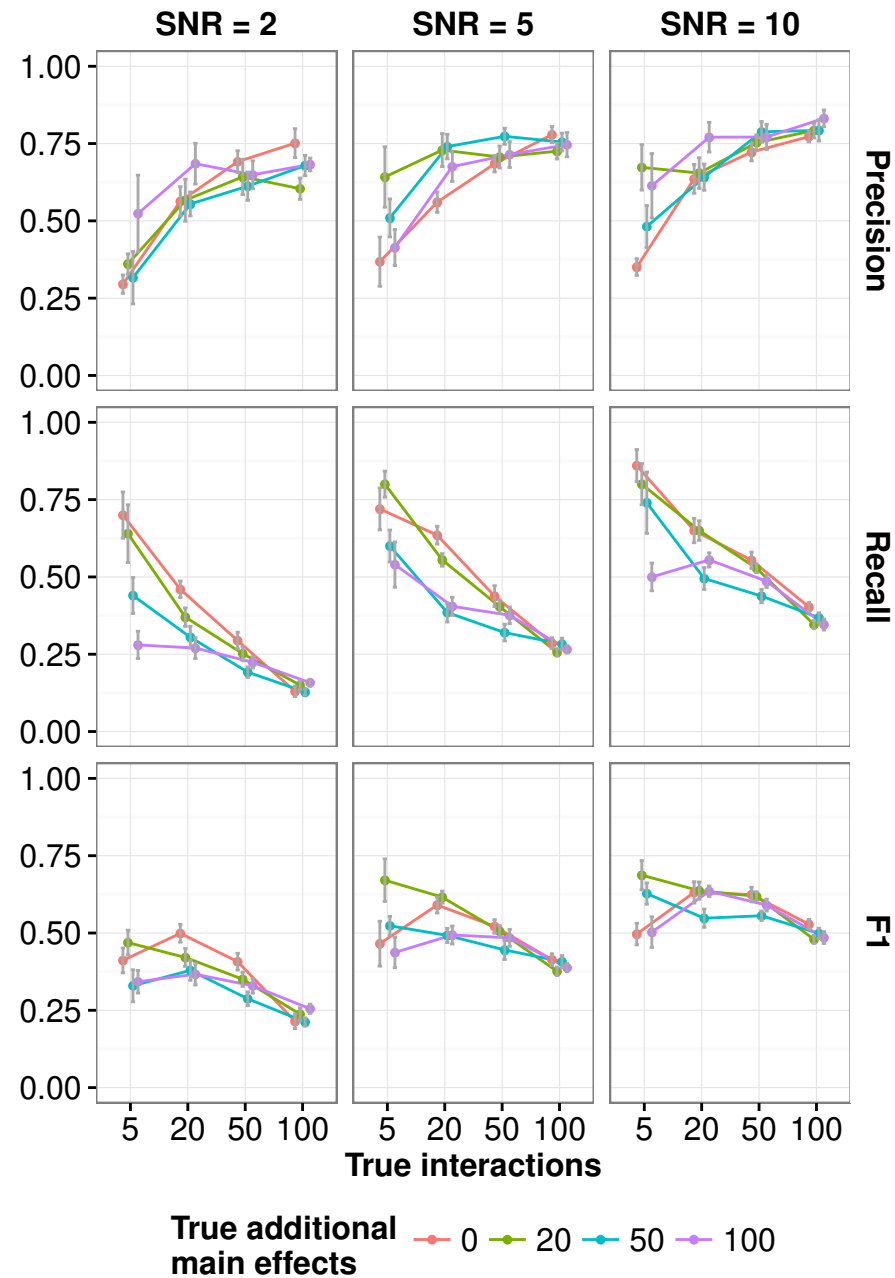 SNR = 2 SNR = 5 SNR = 10
1.00
0.75
0.50
0.25
0.00
Precision
1.00
0.75
0.50
0.25
0.00
Recall
1.00
0.75
0.50
0.25
0.00
F1
5 20 50 100 5 20 50 100 5 20 50 100
True interactions
True additional
main effects
0 20 50 100